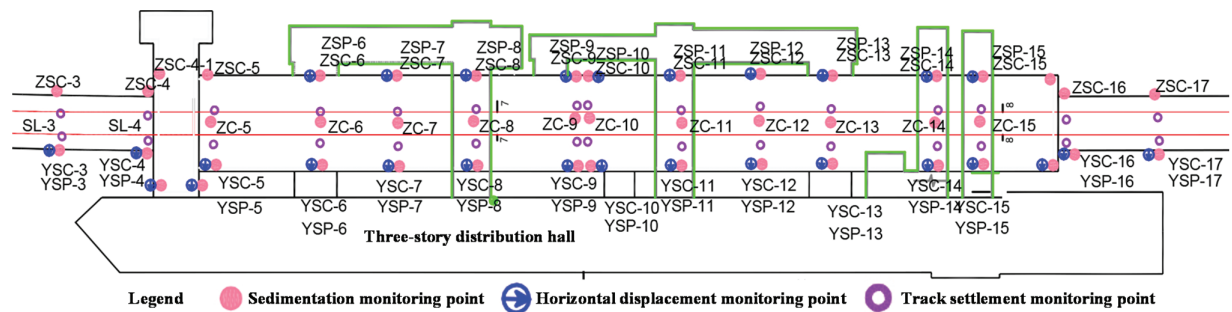 ZSP-6 ZSP-7 ZSP-8 ZSP-9 ZSP-10 ZSP-11 ZSP-12 ZSP-13 ZSP-14 ZSP-15
ZSC-4-1 ZSC-5 ZSC-6 ZSC-7 ZSC-8 ZSC-9 ZSC-10 ZSC-11 ZSC-12 ZSC-13 ZSC-14 ZSC-15
ZSC-3 ZSC-4 ZSC-16 ZSC-17
7 8
SL-3 SL-4 ZC-5 ZC-6 ZC-7 ZC-8 ZC-9 ZC-10 ZC-11 ZC-12 ZC-13 ZC-14 ZC-15
7 8
YSC-3 YSC-4 YSC-5 YSC-6 YSC-7 YSC-8 YSC-9 YSC-10 YSC-11 YSC-12 YSC-13 YSC-14 YSC-15 YSC-16 YSC-17
YSP-3 YSP-4 YSP-5 YSP-6 YSP-7 YSP-8 YSP-9 YSP-10 YSP-11 YSP-12 YSP-13 YSP-14 YSP-15 YSP-16 YSP-17
Three-story distribution hall
Legend Sedimentation monitoring point Horizontal displacement monitoring point Track settlement monitoring point